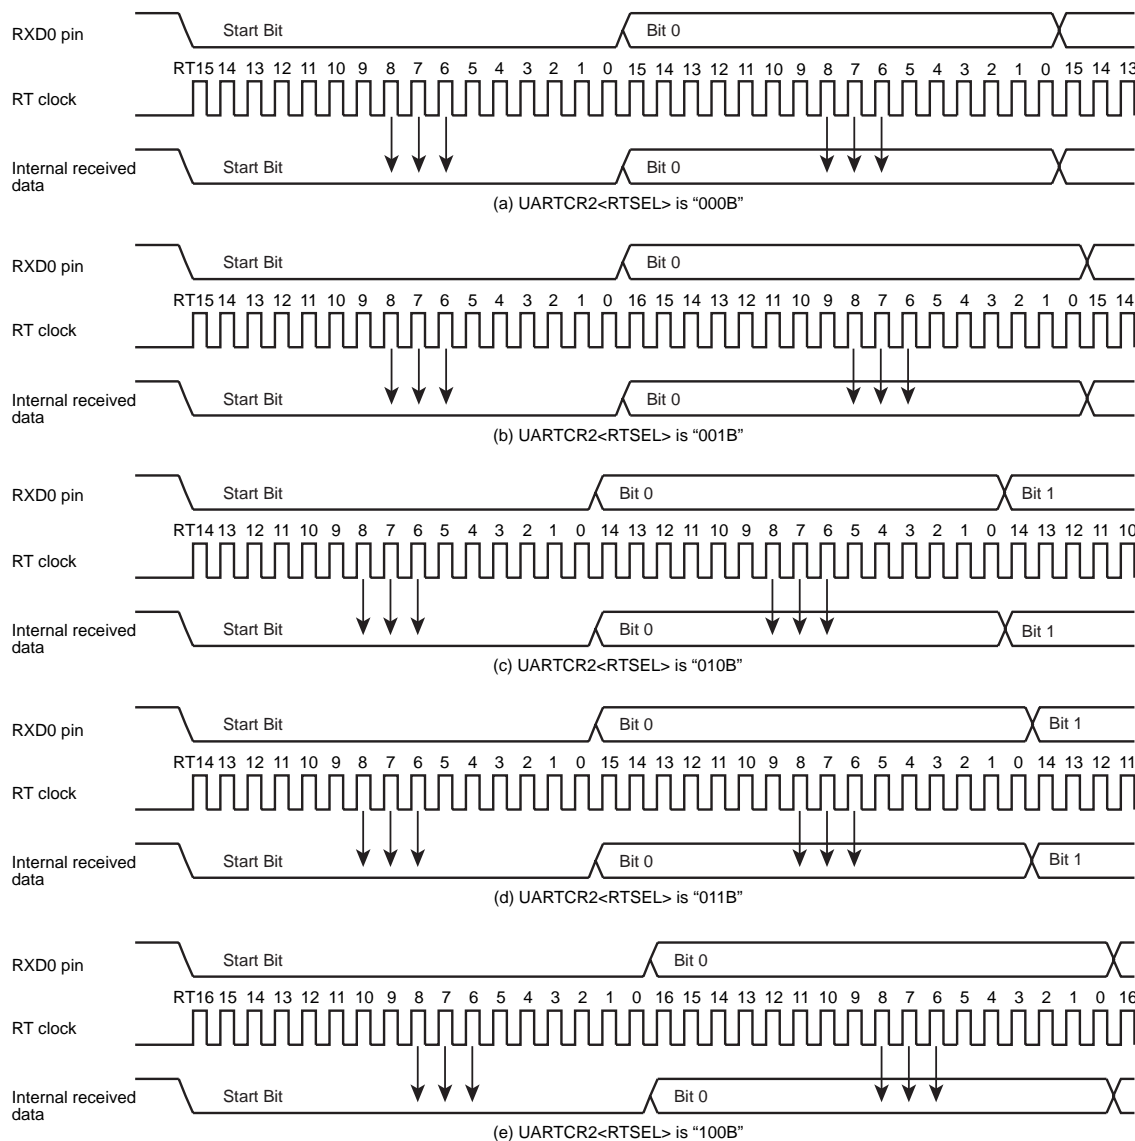 RXD0 pin Start Bit Bit 0
RT15 14 13 12 11 10 9 8 7 6 5 4 3 2 1 0 15 14 13 12 11 10 9 8 7 6 5 4 3 2 1 0 15 14 13
RT clock
Internal received data Start Bit Bit 0
(a) UARTCR2<RTSEL> is “000B”
RXD0 pin Start Bit Bit 0
RT15 14 13 12 11 10 9 8 7 6 5 4 3 2 1 0 16 15 14 13 12 11 10 9 8 7 6 5 4 3 2 1 0 15 14
RT clock
Internal received data Start Bit Bit 0
(b) UARTCR2<RTSEL> is “001B”
RXD0 pin Start Bit Bit 0 Bit 1
RT14 13 12 11 10 9 8 7 6 5 4 3 2 1 0 14 13 12 11 10 9 8 7 6 5 4 3 2 1 0 14 13 12 11 10
RT clock
Internal received data Start Bit Bit 0 Bit 1
(c) UARTCR2<RTSEL> is “010B”
RXD0 pin Start Bit Bit 0 Bit 1
RT14 13 12 11 10 9 8 7 6 5 4 3 2 1 0 15 14 13 12 11 10 9 8 7 6 5 4 3 2 1 0 14 13 12 11
RT clock
Internal received data Start Bit Bit 0 Bit 1
(d) UARTCR2<RTSEL> is “011B”
RXD0 pin Start Bit Bit 0
RT16 15 14 13 12 11 10 9 8 7 6 5 4 3 2 1 0 16 15 14 13 12 11 10 9 8 7 6 5 4 3 2 1 0 16
RT clock
Internal received data Start Bit Bit 0
(e) UARTCR2<RTSEL> is “100B”